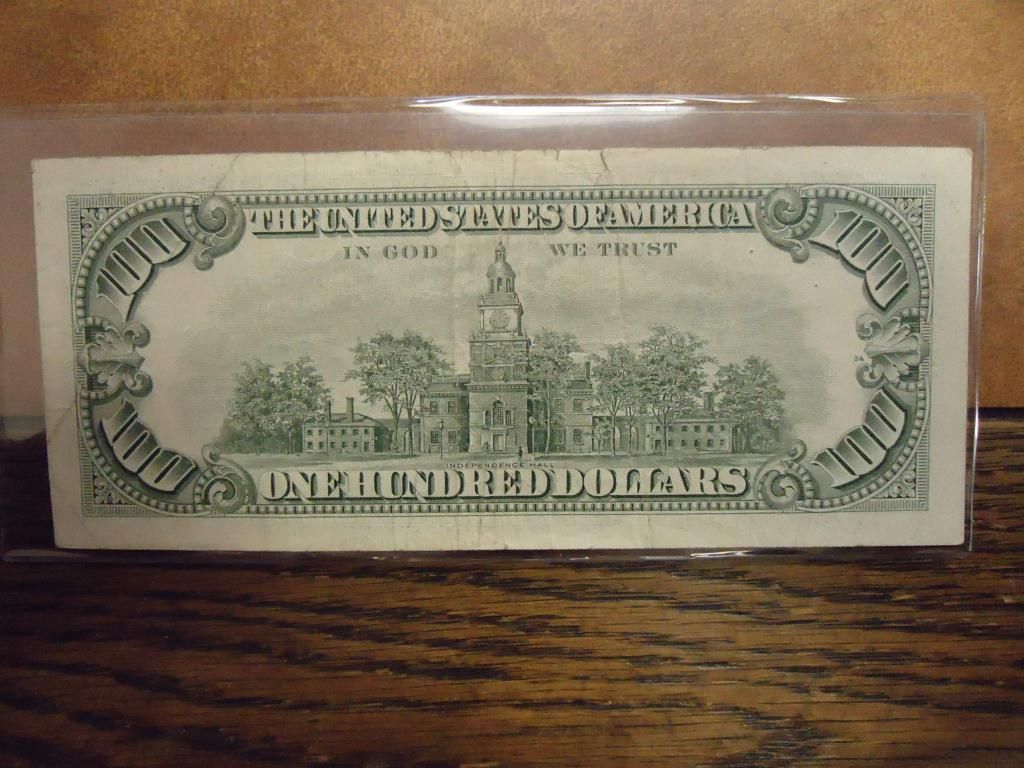 100 THE UNITED STATES OF AMERICA 100
IN GOD WE TRUST
INDEPENDENCE HALL
100 ONE HUNDRED DOLLARS 100